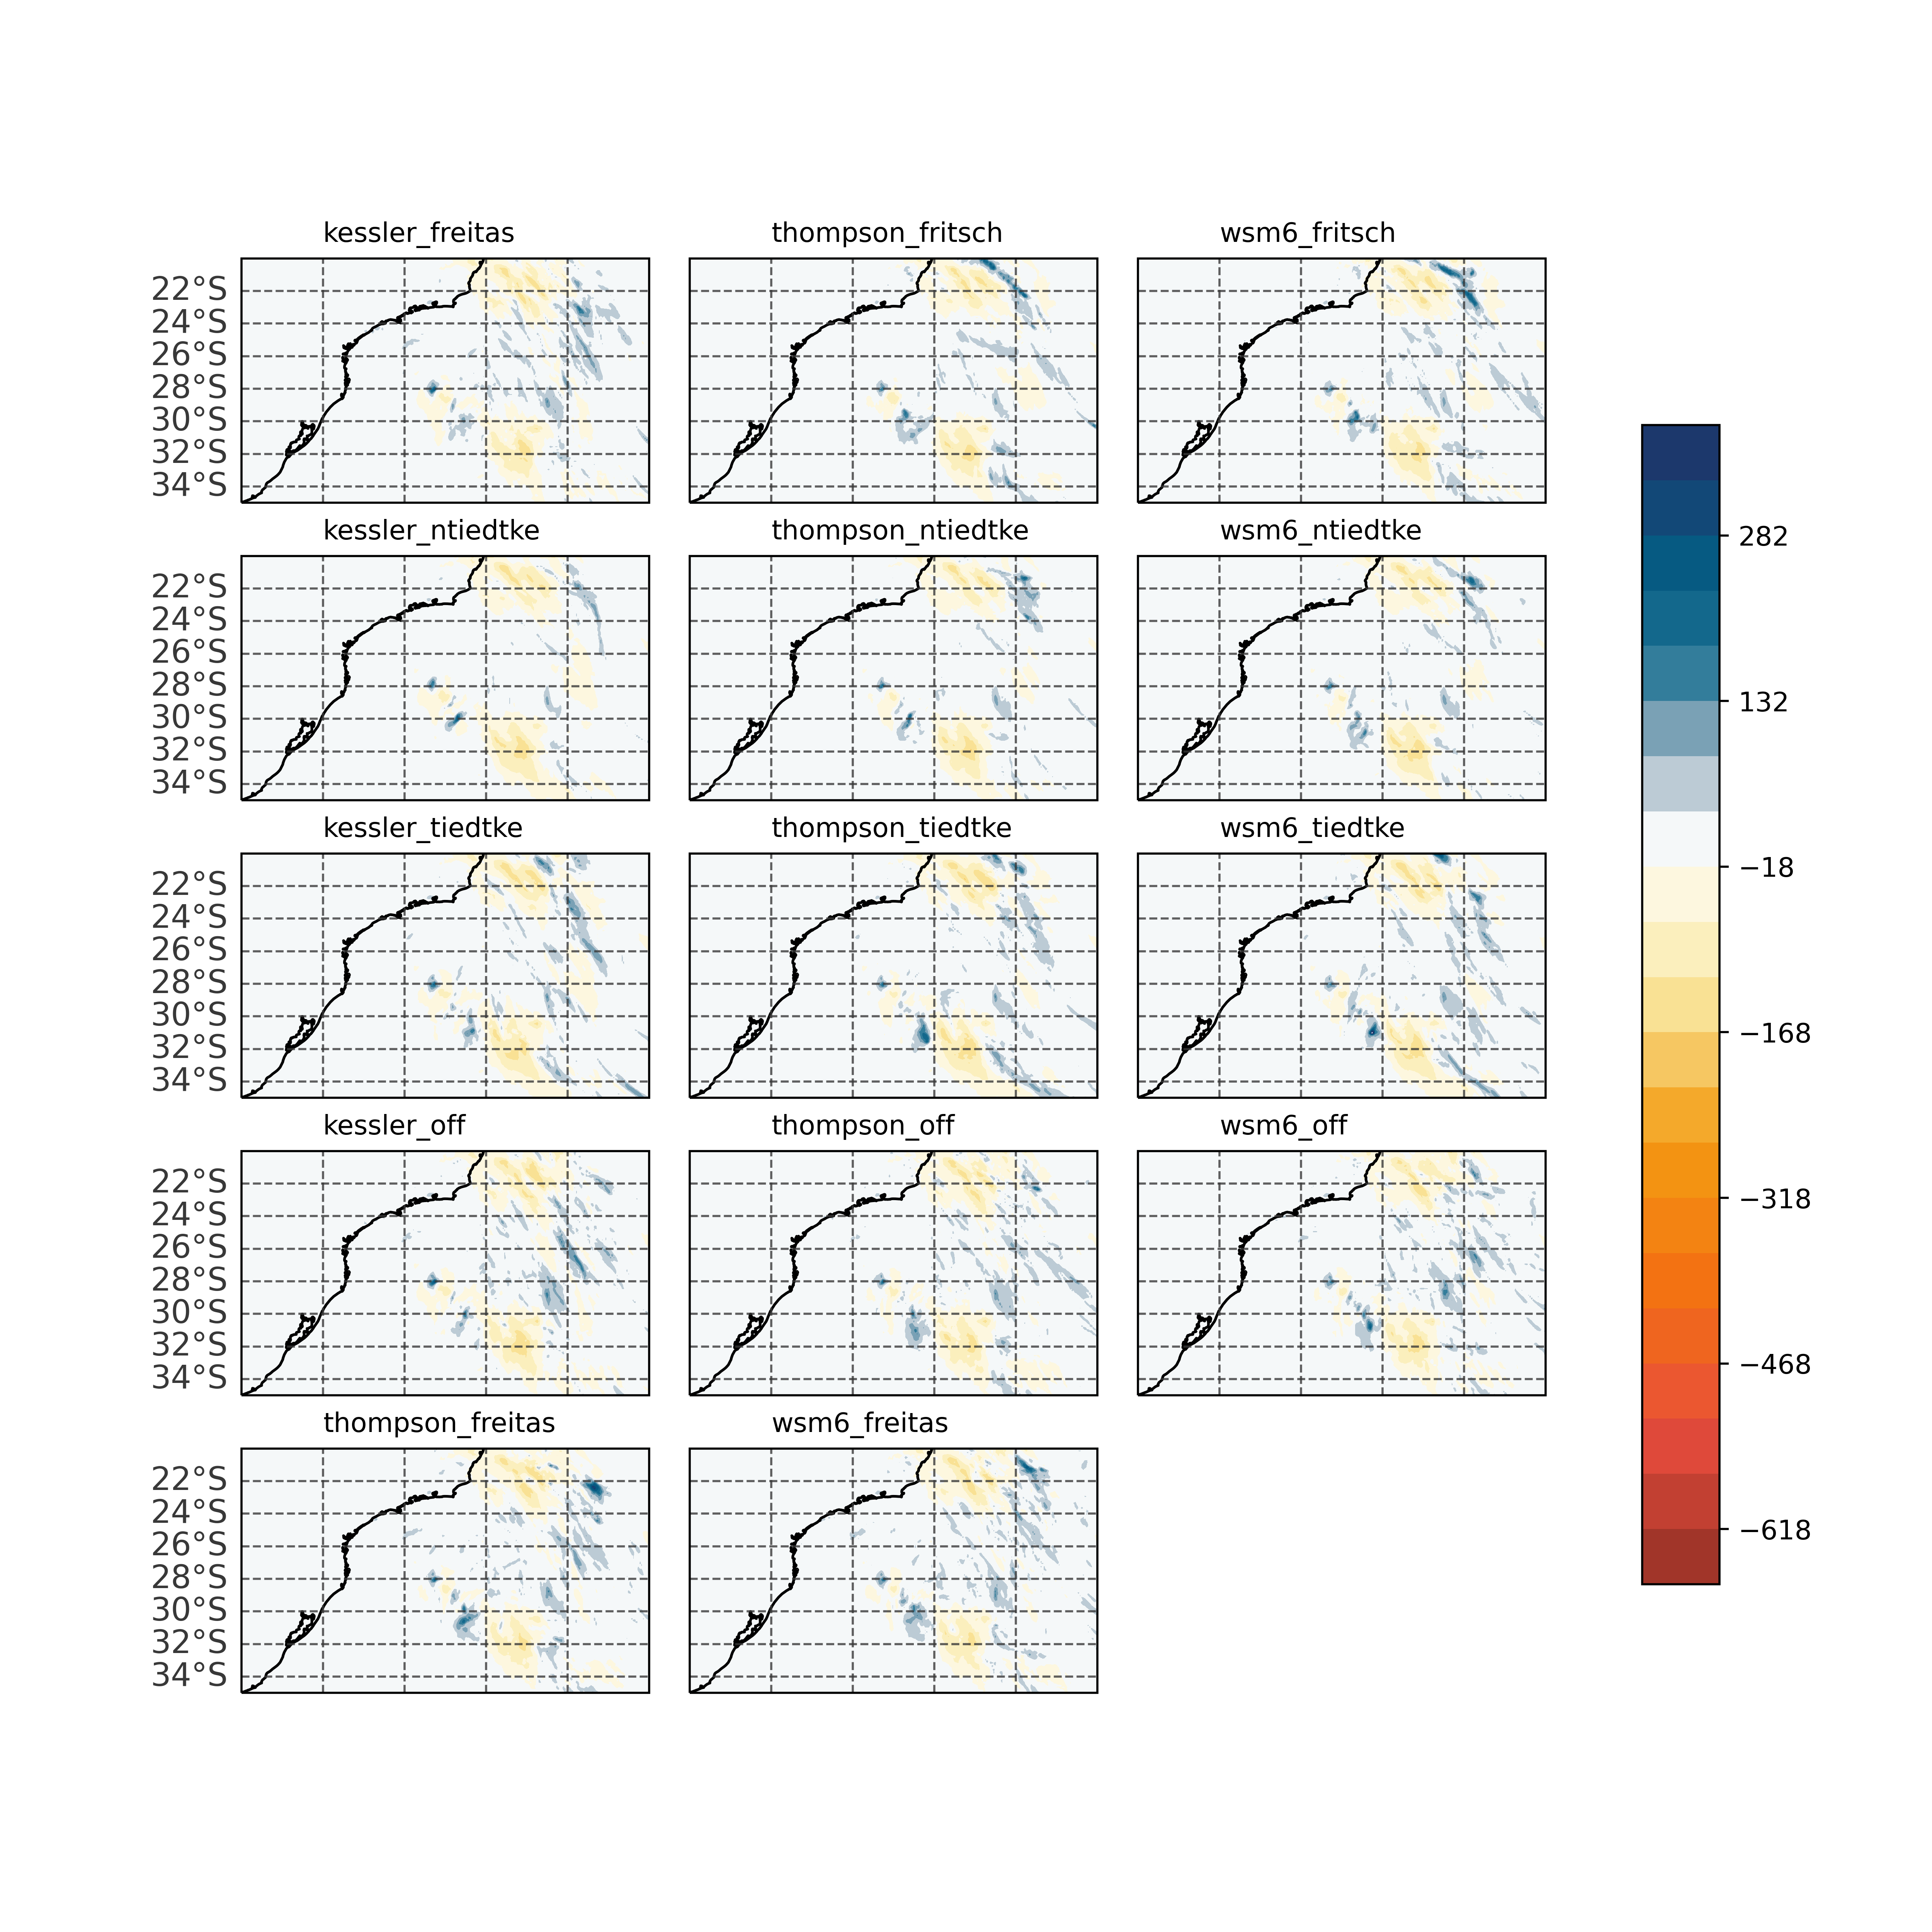 kessler_freitas thompson_fritsch wsm6_fritsch
22°S
24°S
26°S
28°S
30°S
32°S
34°S
kessler_ntiedtke thompson_ntiedtke wsm6_ntiedtke
22°S
24°S
26°S
28°S
30°S
32°S
34°S
kessler_tiedtke thompson_tiedtke wsm6_tiedtke
22°S
24°S
26°S
28°S
30°S
32°S
34°S
kessler_off thompson_off wsm6_off
22°S
24°S
26°S
28°S
30°S
32°S
34°S
thompson_freitas wsm6_freitas
22°S
24°S
26°S
28°S
30°S
32°S
34°S
282
132
−18
−168
−318
−468
−618